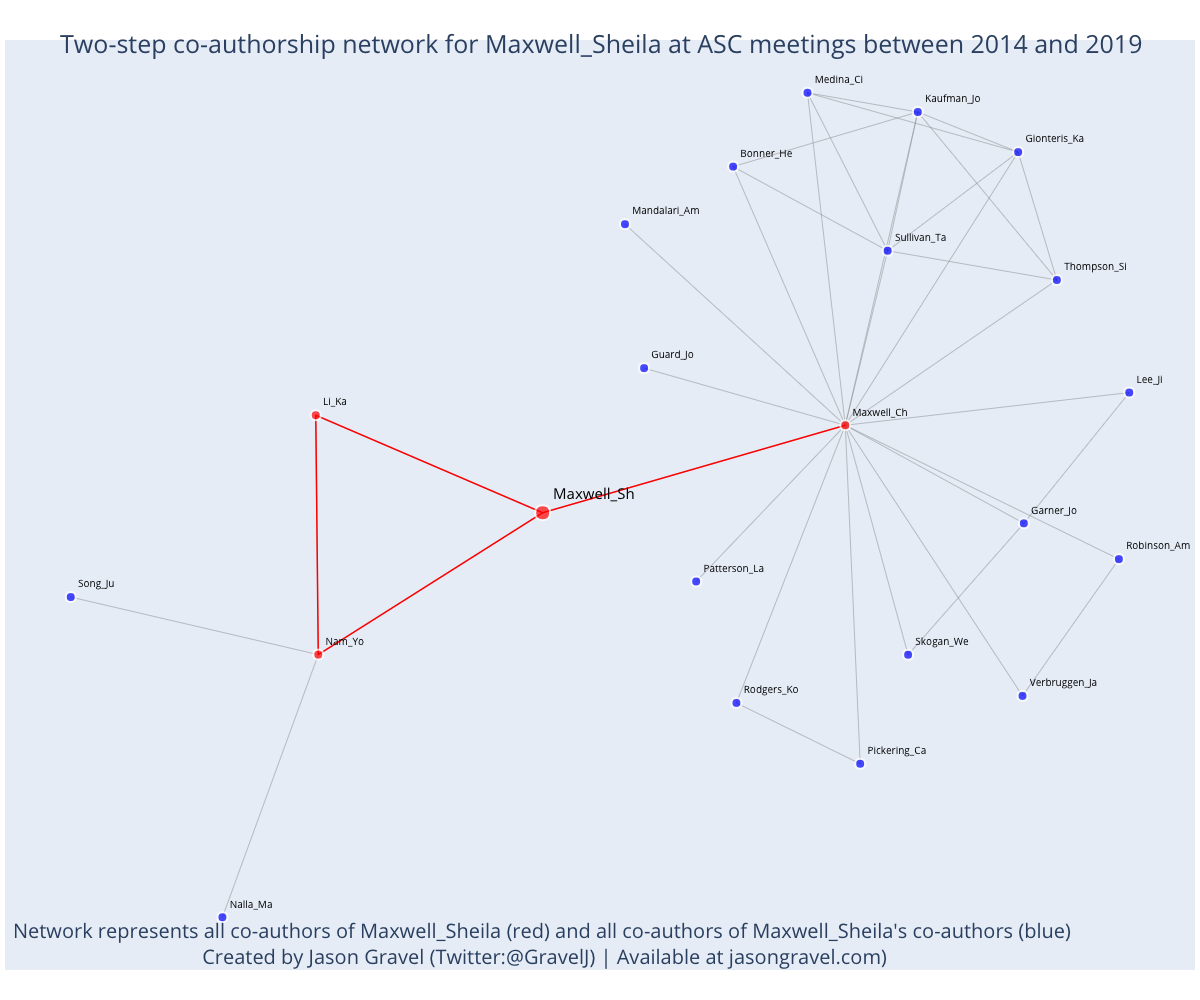 Two-step co-authorship network for Maxwell_Sheila at ASC meetings between 2014 and 2019
Medina_Ci
Kaufman_Jo
Gionteris_Ka
Bonner_He
Mandalari_Am
Sullivan_Ta
Thompson_Si
Guard_Jo
Lee_Ji
Li_Ka
Maxwell_Ch
Maxwell_Sh
Garner_Jo
Robinson_Am
Patterson_La
Song_Ju
Nam_Yo
Skogan_We
Verbruggen_Ja
Rodgers_Ko
Pickering_Ca
Nalla_Ma
Network represents all co-authors of Maxwell_Sheila (red) and all co-authors of Maxwell_Sheila's co-authors (blue)
Created by Jason Gravel (Twitter:@GravelJ) | Available at jasongravel.com)